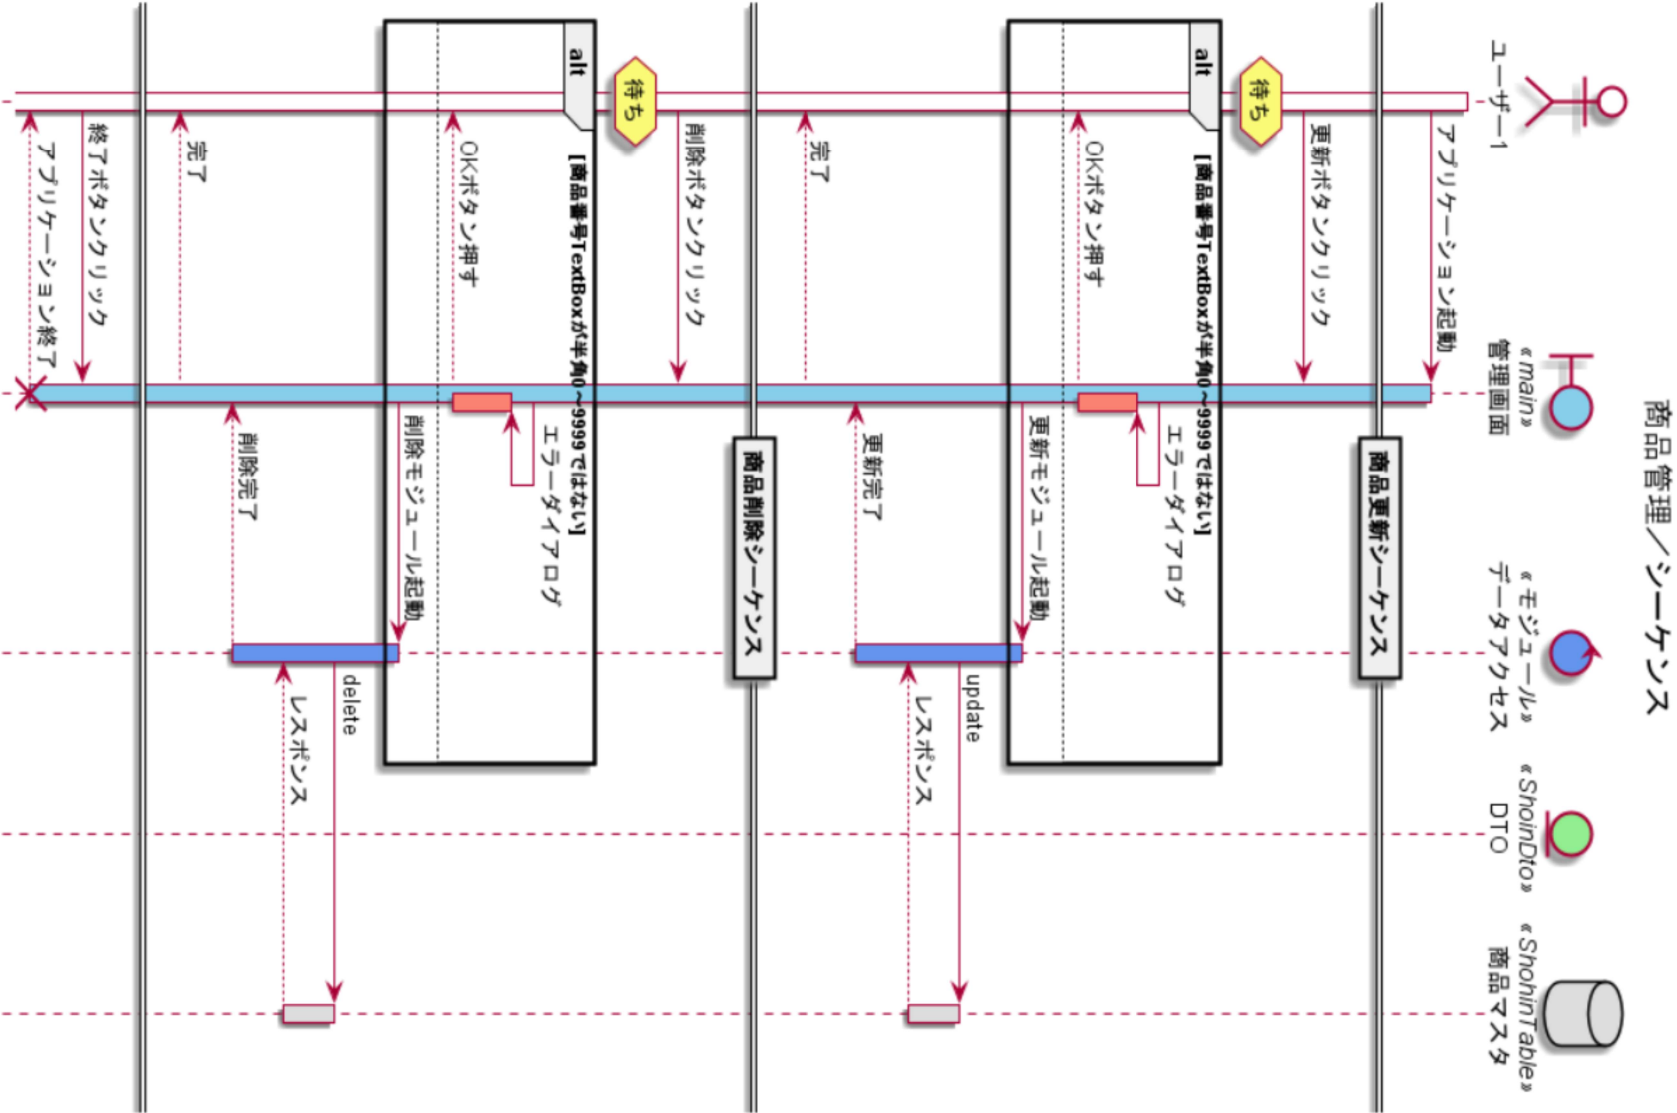 商品管理／シーケンス
ユーザー1
«main»
管理画面
«モジュール»
データアクセス
«ShoinDto»
DTO
«ShohinTable»
商品マスタ
アプリケーション起動
商品更新シーケンス
更新ボタンクリック
待ち
alt
[商品番号TextBoxが半角0～9999ではない]
エラーダイアログ
OKボタン押す
更新モジュール起動
update
レスポンス
更新完了
完了
商品削除シーケンス
削除ボタンクリック
待ち
alt
[商品番号TextBoxが半角0～9999ではない]
エラーダイアログ
OKボタン押す
削除モジュール起動
delete
レスポンス
削除完了
完了
終了ボタンクリック
アプリケーション終了